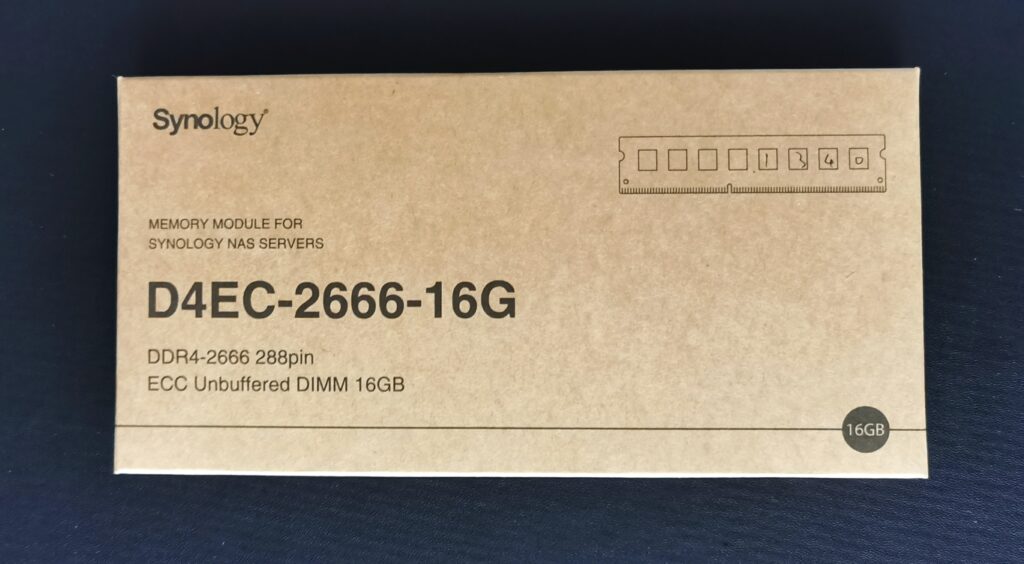 Synology®
1 3 4 0
MEMORY MODULE FOR
SYNOLOGY NAS SERVERS
D4EC-2666-16G
DDR4-2666 288pin
ECC Unbuffered DIMM 16GB
16GB